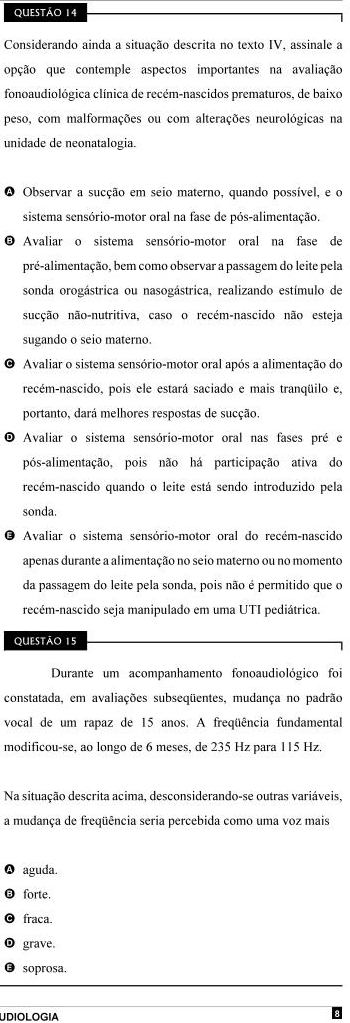 QUESTÃO 14
Considerando ainda a situação descrita no texto IV, assinale a
opção que contemple aspectos importantes na avaliação
fonoaudiológica clínica de recém-nascidos prematuros, de baixo
peso, com malformações ou com alterações neurológicas na
unidade de neonatalogia.
A Observar a sucção em seio materno, quando possível, e o
sistema sensório-motor oral na fase de pós-alimentação.
B Avaliar o sistema sensório-motor oral na fase de
pré-alimentação, bem como observar a passagem do leite pela
sonda orogástrica ou nasogástrica, realizando estímulo de
sucção não-nutritiva, caso o recém-nascido não esteja
sugando o seio materno.
C Avaliar o sistema sensório-motor oral após a alimentação do
recém-nascido, pois ele estará saciado e mais tranqüilo e,
portanto, dará melhores respostas de sucção.
D Avaliar o sistema sensório-motor oral nas fases pré e
pós-alimentação, pois não há participação ativa do
recém-nascido quando o leite está sendo introduzido pela
sonda.
E Avaliar o sistema sensório-motor oral do recém-nascido
apenas durante a alimentação no seio materno ou no momento
da passagem do leite pela sonda, pois não é permitido que o
recém-nascido seja manipulado em uma UTI pediátrica.
QUESTÃO 15
Durante um acompanhamento fonoaudiológico foi
constatada, em avaliações subseqüentes, mudança no padrão
vocal de um rapaz de 15 anos. A freqüência fundamental
modificou-se, ao longo de 6 meses, de 235 Hz para 115 Hz.
Na situação descrita acima, desconsiderando-se outras variáveis,
a mudança de freqüência seria percebida como uma voz mais
A aguda.
B forte.
C fraca.
D grave.
E soprosa.
UDIOLOGIA 8